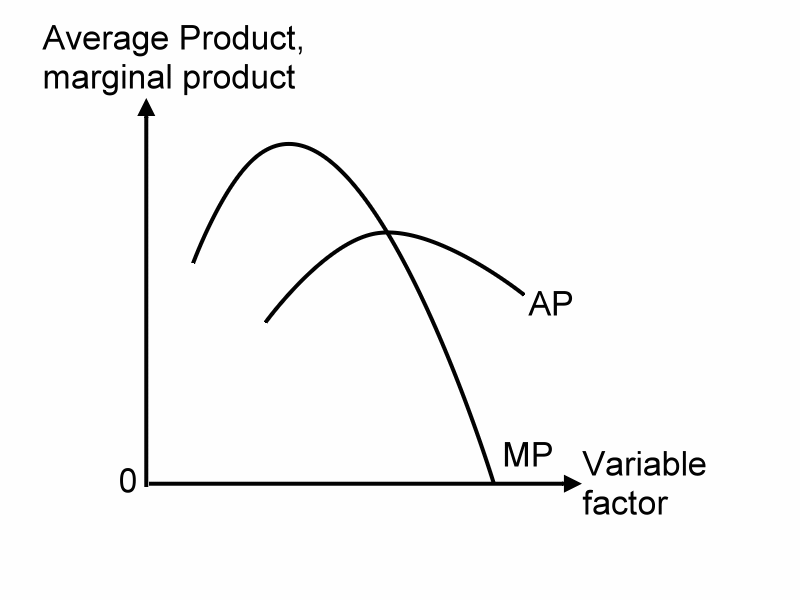 Average Product,
marginal product
AP
MP
Variable
factor
0